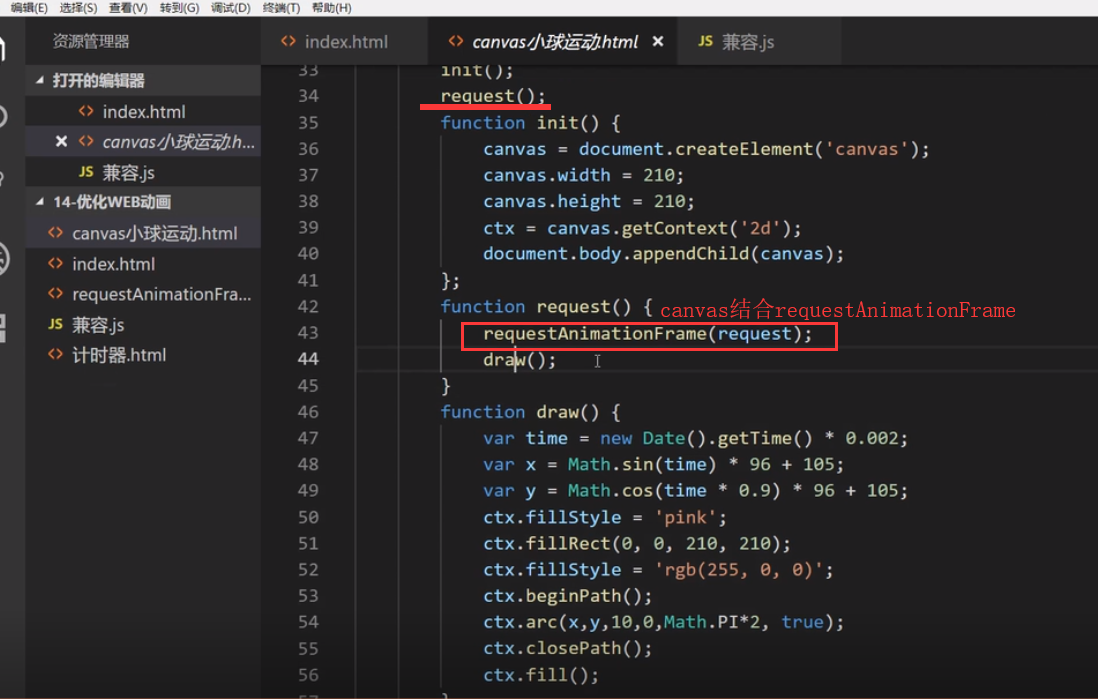 编辑(E) 选择(S) 查看(V) 转到(G) 调试(D) 终端(T) 帮助(H)
资源管理器
index.html
canvas小球运动.html
JS 兼容.js
打开的编辑器
index.html
canvas小球运动.h...
JS 兼容.js
14-优化WEB动画
canvas小球运动.html
index.html
requestAnimationFra...
JS 兼容.js
计时器.html
33 init();
34 request();
35 function init() {
36 canvas = document.createElement('canvas');
37 canvas.width = 210;
38 canvas.height = 210;
39 ctx = canvas.getContext('2d');
40 document.body.appendChild(canvas);
41 };
42 function request() { canvas结合requestAnimationFrame
43 requestAnimationFrame(request);
44 draw();
45 }
46 function draw() {
47 var time = new Date().getTime() * 0.002;
48 var x = Math.sin(time) * 96 + 105;
49 var y = Math.cos(time * 0.9) * 96 + 105;
50 ctx.fillStyle = 'pink';
51 ctx.fillRect(0, 0, 210, 210);
52 ctx.fillStyle = 'rgb(255, 0, 0)';
53 ctx.beginPath();
54 ctx.arc(x,y,10,0,Math.PI*2, true);
55 ctx.closePath();
56 ctx.fill();